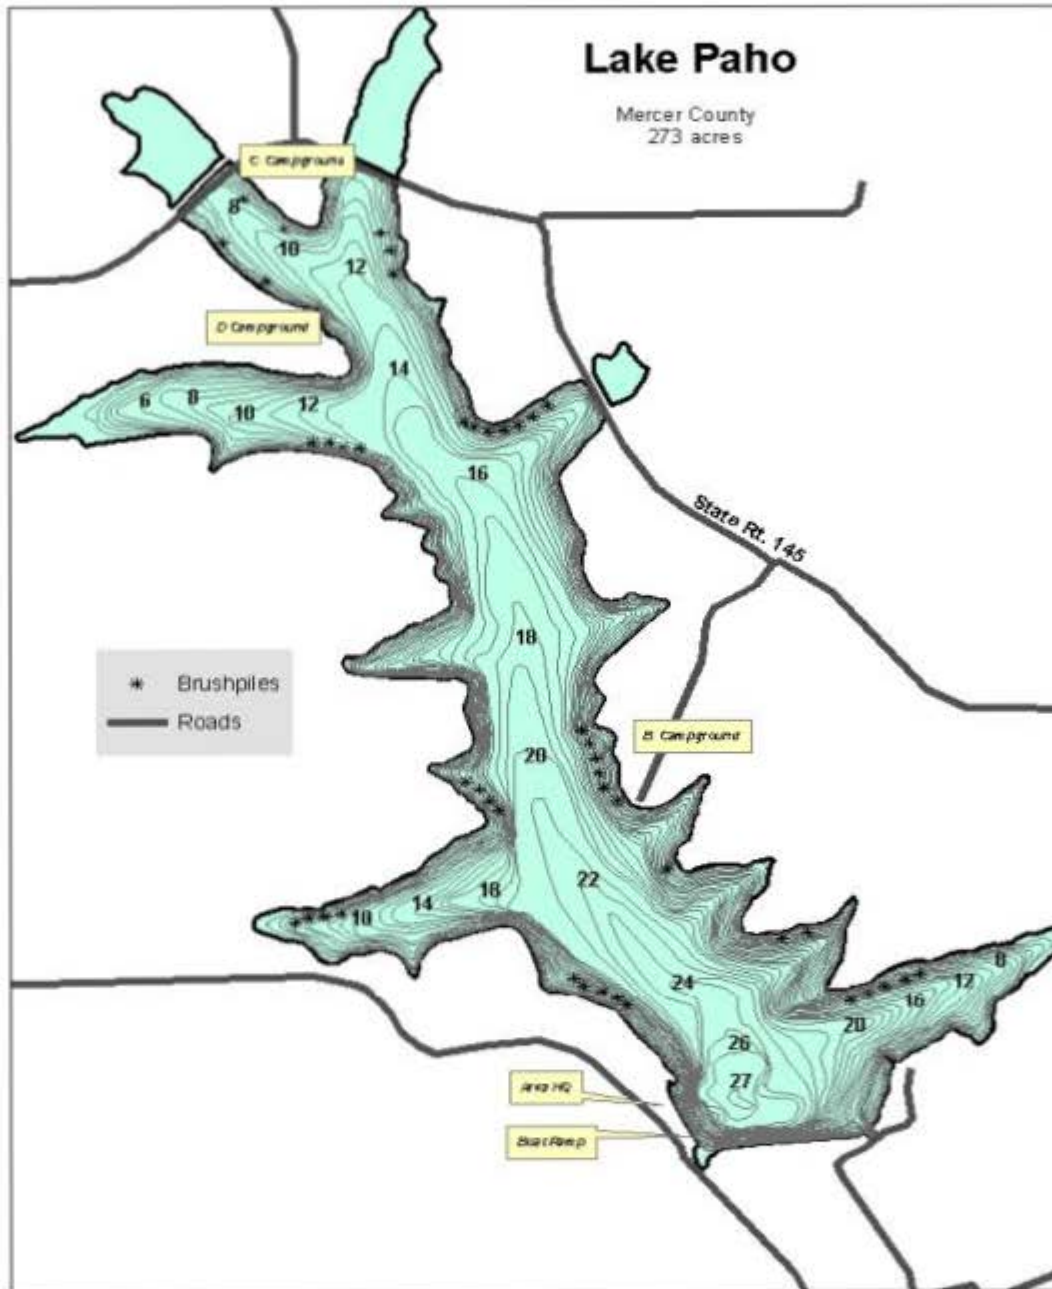 Lake Paho
Mercer County
273 acres
C Campground
8*
10
12
D Campground
14
6
8
10
12
16
State Rt. 145
18
Brushpiles
Roads
20
B Campground
22
18
14
10
24
8
12
16
20
26
27
Area HQ
Boat Ramp